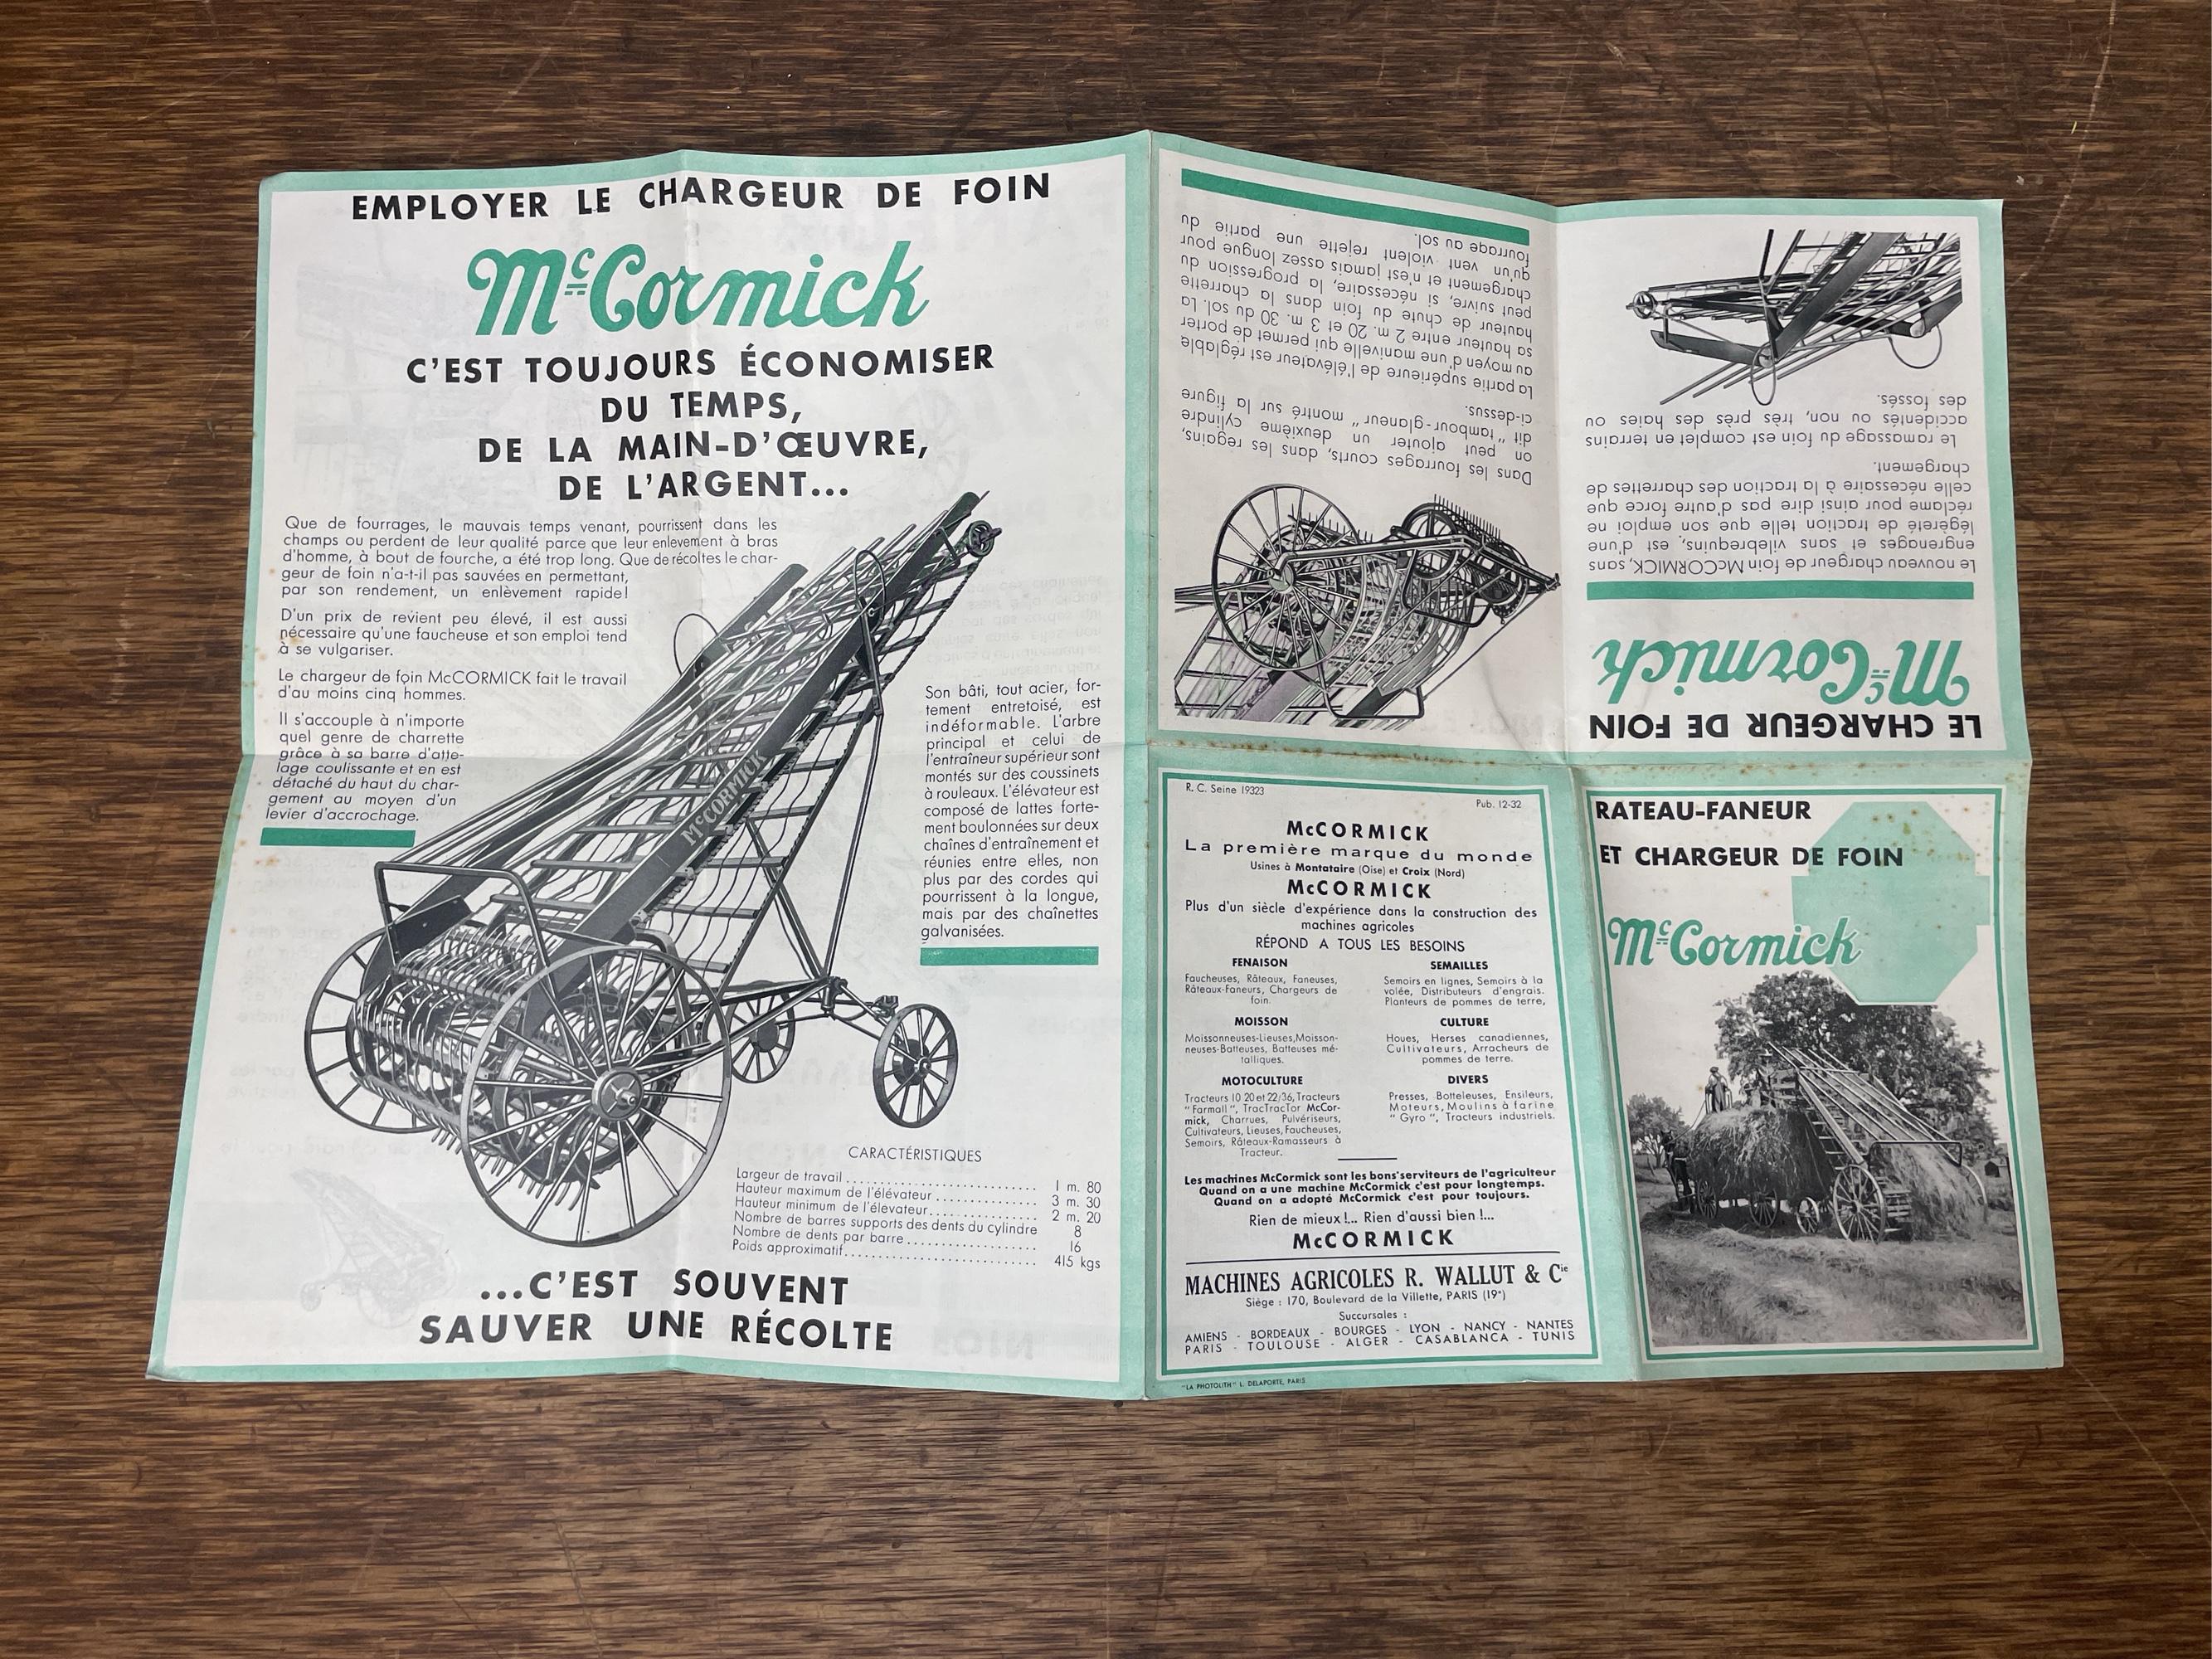 EMPLOYER LE CHARGEUR DE FOIN
McCormick
C'EST TOUJOURS ÉCONOMISER
DU TEMPS,
DE LA MAIN-D'ŒUVRE,
DE L'ARGENT...
Que de fourrages, le mauvais temps venant, pourrissent dans les
champs ou perdent de leur qualité parce que leur enlevement à bras
d'homme, à bout de fourche, a été trop long. Que de récoltes le char-
geur de foin n'a-t-il pas sauvées en permettant,
par son rendement, un enlèvement rapide!
D'un prix de revient peu élevé, il est aussi
nécessaire qu'une faucheuse et son emploi tend
à se vulgariser.
Le chargeur de foin McCORMICK fait le travail
d'au moins cinq hommes.
Il s'accouple à n'importe
quel genre de charrette
grâce à sa barre d'atte-
lage coulissante et en est
détaché du haut du char-
gement au moyen d'un
levier d'accrochage.
McCORMICK
Son bâti, tout acier, for-
tement entretoisé, est
indéformable. L'arbre
principal et celui de
l'entraîneur supérieur sont
montés sur des coussinets
à rouleaux. L'élévateur est
composé de lattes forte-
ment boulonnées sur deux
chaînes d'entraînement et
réunies entre elles, non
plus par des cordes qui
pourrissent à la longue,
mais par des chaînettes
galvanisées.
CARACTÉRISTIQUES
Largeur de travail 1 m. 80
Hauteur maximum de l'élévateur 3 m. 30
Hauteur minimum de l'élévateur 2 m. 20
Nombre de barres supports des dents du cylindre 8
Nombre de dents par barre 16
Poids approximatif 415 kgs
...C'EST SOUVENT
SAUVER UNE RÉCOLTE
LE CHARGEUR DE FOIN
McCormick
Le nouveau chargeur de foin McCORMICK, sans
engrenages et sans vilebrequins, est d'une
légèreté de traction telle que son emploi ne
réclame pour ainsi dire pas d'autre force que
celle nécessaire à la traction des charrettes de
chargement.
Le ramassage du foin est complet en terrains
accidentés ou non, très près des haies ou
des fossés.
Dans les fourrages courts, dans les regains,
on peut ajouter un deuxième cylindre
dit "tambour-glaneur" montré sur la figure
ci-dessus.
La partie supérieure de l'élévateur est réglable
au moyen d'une manivelle qui permet de porter
sa hauteur entre 2 m. 20 et 3 m. 30 du sol. La
hauteur de chute du foin dans la charrette
peut suivre, si nécessaire, la progression du
chargement et n'est jamais assez longue pour
qu'un vent violent rejette une partie du
fourrage au sol.
R. C. Seine 19323
Pub. 12-32
McCORMICK
La première marque du monde
Usines à Montataire (Oise) et Croix (Nord)
McCORMICK
Plus d'un siècle d'expérience dans la construction des
machines agricoles
RÉPOND A TOUS LES BESOINS
FENAISON
Faucheuses, Râteaux, Faneuses,
Râteaux-Faneurs, Chargeurs de
foin.
SEMAILLES
Semoirs en lignes, Semoirs à la
volée, Distributeurs d'engrais.
Planteurs de pommes de terre,
MOISSON
Moissonneuses-Lieuses, Moisson-
neuses-Batteuses, Batteuses mé-
talliques.
CULTURE
Houes, Herses canadiennes,
Cultivateurs, Arracheurs de
pommes de terre.
MOTOCULTURE
Tracteurs 10 20 et 22/36, Tracteurs
"Farmall", TracTracTor McCor-
mick, Charrues, Pulvériseurs,
Cultivateurs, Lieuses, Faucheuses,
Semoirs, Râteaux-Ramasseurs à
Tracteur.
DIVERS
Presses, Botteleuses, Ensileurs,
Moteurs, Moulins à farine
"Gyro", Tracteurs industriels.
Les machines McCormick sont les bons serviteurs de l'agriculteur
Quand on a une machine McCormick c'est pour longtemps.
Quand on a adopté McCormick c'est pour toujours.
Rien de mieux !... Rien d'aussi bien !...
McCORMICK
MACHINES AGRICOLES R. WALLUT & Cie
Siège : 170, Boulevard de la Villette, PARIS (19e)
Succursales :
AMIENS - BORDEAUX - BOURGES - LYON - NANCY - NANTES
PARIS - TOULOUSE - ALGER - CASABLANCA - TUNIS
"LA PHOTOLITH" L. DELAPORTE, PARIS
RATEAU-FANEUR
ET CHARGEUR DE FOIN
McCormick